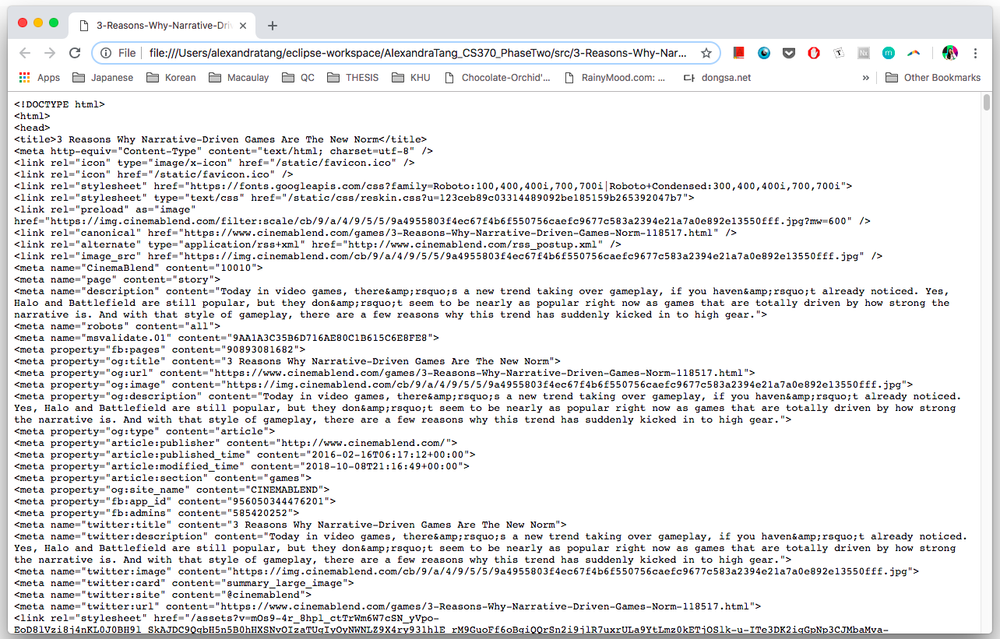 3-Reasons-Why-Narrative-Driv
File file:///Users/alexandratang/eclipse-workspace/AlexandraTang_CS370_PhaseTwo/src/3-Reasons-Why-Nar...
Apps Japanese Korean Macaulay QC THESIS KHU Chocolate-Orchid'... RainyMood.com: ... dongsa.net » Other Bookmarks
<!DOCTYPE html>
<html>
<head>
<title>3 Reasons Why Narrative-Driven Games Are The New Norm</title>
<meta http-equiv="Content-Type" content="text/html; charset=utf-8" />
<link rel="icon" type="image/x-icon" href="/static/favicon.ico" />
<link rel="icon" href="/static/favicon.ico" />
<link rel="stylesheet" href="https://fonts.googleapis.com/css?family=Roboto:100,400,400i,700,700i|Roboto+Condensed:300,400,400i,700,700i">
<link rel="stylesheet" type="text/css" href="/static/css/reskin.css?u=123ceb89c03314489092be185159b265392047b7">
<link rel="preload" as="image"
href="https://img.cinemablend.com/filter:scale/cb/9/a/4/9/5/5/9a4955803f4ec67f4b6f550756caefc9677c583a2394e21a7a0e892e13550fff.jpg?mw=600" />
<link rel="canonical" href="https://www.cinemablend.com/games/3-Reasons-Why-Narrative-Driven-Games-Norm-118517.html" />
<link rel="alternate" type="application/rss+xml" href="http://www.cinemablend.com/rss_postup.xml" />
<link rel="image_src" href="https://img.cinemablend.com/cb/9/a/4/9/5/5/9a4955803f4ec67f4b6f550756caefc9677c583a2394e21a7a0e892e13550fff.jpg" />
<meta name="CinemaBlend" content="10010">
<meta name="page" content="story">
<meta name="description" content="Today in video games, there&amp;rsquo;s a new trend taking over gameplay, if you haven&amp;rsquo;t already noticed. Yes,
Halo and Battlefield are still popular, but they don&amp;rsquo;t seem to be nearly as popular right now as games that are totally driven by how strong the
narrative is. And with that style of gameplay, there are a few reasons why this trend has suddenly kicked in to high gear.">
<meta name="robots" content="all">
<meta name="msvalidate.01" content="9AA1A3C35B6D716AE80C1B615C6E8FE8">
<meta property="fb:pages" content="90893081682">
<meta property="og:title" content="3 Reasons Why Narrative-Driven Games Are The New Norm">
<meta property="og:url" content="https://www.cinemablend.com/games/3-Reasons-Why-Narrative-Driven-Games-Norm-118517.html">
<meta property="og:image" content="https://img.cinemablend.com/cb/9/a/4/9/5/5/9a4955803f4ec67f4b6f550756caefc9677c583a2394e21a7a0e892e13550fff.jpg">
<meta property="og:description" content="Today in video games, there&amp;rsquo;s a new trend taking over gameplay, if you haven&amp;rsquo;t already noticed.
Yes, Halo and Battlefield are still popular, but they don&amp;rsquo;t seem to be nearly as popular right now as games that are totally driven by how strong
the narrative is. And with that style of gameplay, there are a few reasons why this trend has suddenly kicked in to high gear.">
<meta property="og:type" content="article">
<meta property="article:publisher" content="http://www.cinemablend.com/">
<meta property="article:published_time" content="2016-02-16T06:17:12+00:00">
<meta property="article:modified_time" content="2018-10-08T21:16:49+00:00">
<meta property="article:section" content="games">
<meta property="og:site_name" content="CINEMABLEND">
<meta property="fb:app_id" content="956050344476201">
<meta property="fb:admins" content="585420252">
<meta name="twitter:title" content="3 Reasons Why Narrative-Driven Games Are The New Norm">
<meta name="twitter:description" content="Today in video games, there&amp;rsquo;s a new trend taking over gameplay, if you haven&amp;rsquo;t already noticed.
Yes, Halo and Battlefield are still popular, but they don&amp;rsquo;t seem to be nearly as popular right now as games that are totally driven by how strong
the narrative is. And with that style of gameplay, there are a few reasons why this trend has suddenly kicked in to high gear.">
<meta name="twitter:image" content="https://img.cinemablend.com/cb/9/a/4/9/5/5/9a4955803f4ec67f4b6f550756caefc9677c583a2394e21a7a0e892e13550fff.jpg">
<meta name="twitter:card" content="summary_large_image">
<meta name="twitter:site" content="@cinemablend">
<meta name="twitter:url" content="https://www.cinemablend.com/games/3-Reasons-Why-Narrative-Driven-Games-Norm-118517.html">
<link rel="stylesheet" href="/assets?v=mOs9-4r_8hpl_ctTrWm6W7cSN_yVpo-